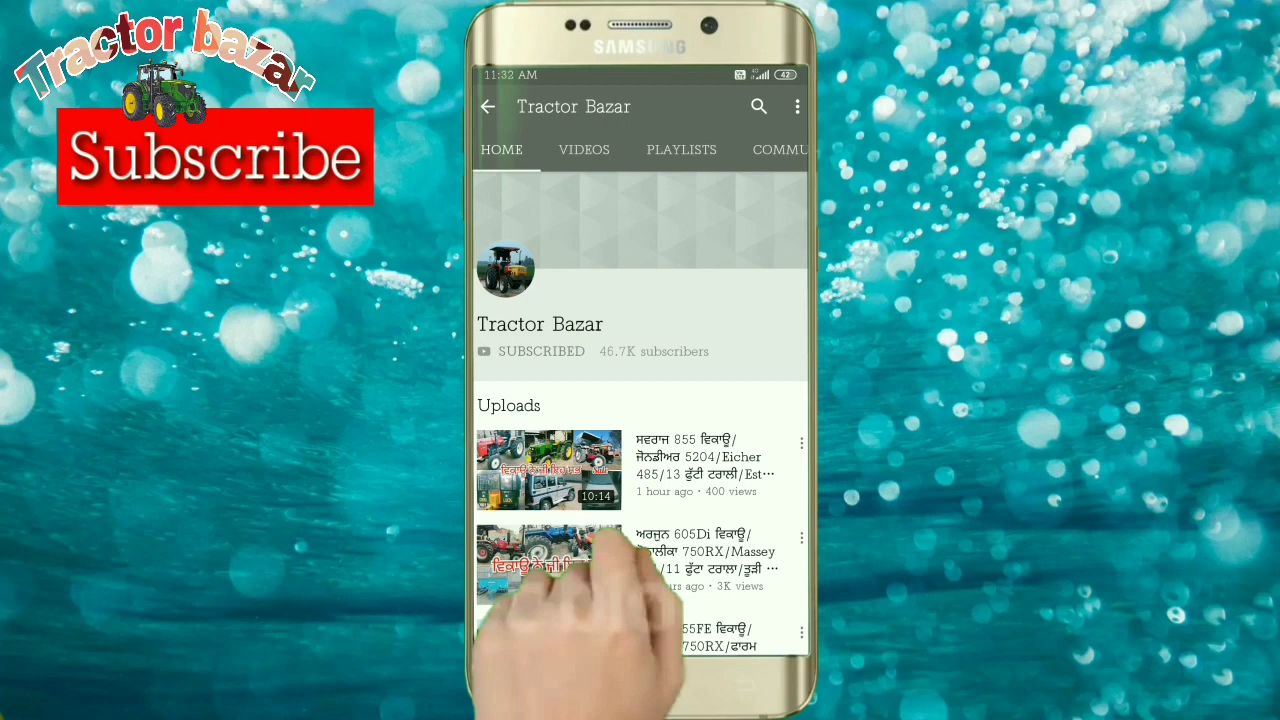 Tractor bazar
Subscribe
SAMSUNG
11:32 AM
42
Tractor Bazar
HOME VIDEOS PLAYLISTS COMMU
Tractor Bazar
SUBSCRIBED 46.7K subscribers
Uploads
ਸਵਰਾਜ 855 ਵਿਕਾਊ/
ਜੋਨਡੀਅਰ 5204/Eicher
485/13 ਫੁੱਟੀ ਟਰਾਲੀ/Est...
1 hour ago • 400 views
10:14
ਅਰਜੁਨ 605Di ਵਿਕਾਊ/
750RX/Massey
/11 ਫੁੱਟਾ ਟਰਾਲਾ/ਤੂੜੀ ...
ago • 3K views
ਵਿਕਾਊ ਨੇ ਜੀ
55FE ਵਿਕਾਊ/
750RX/ਫਾਰਮ